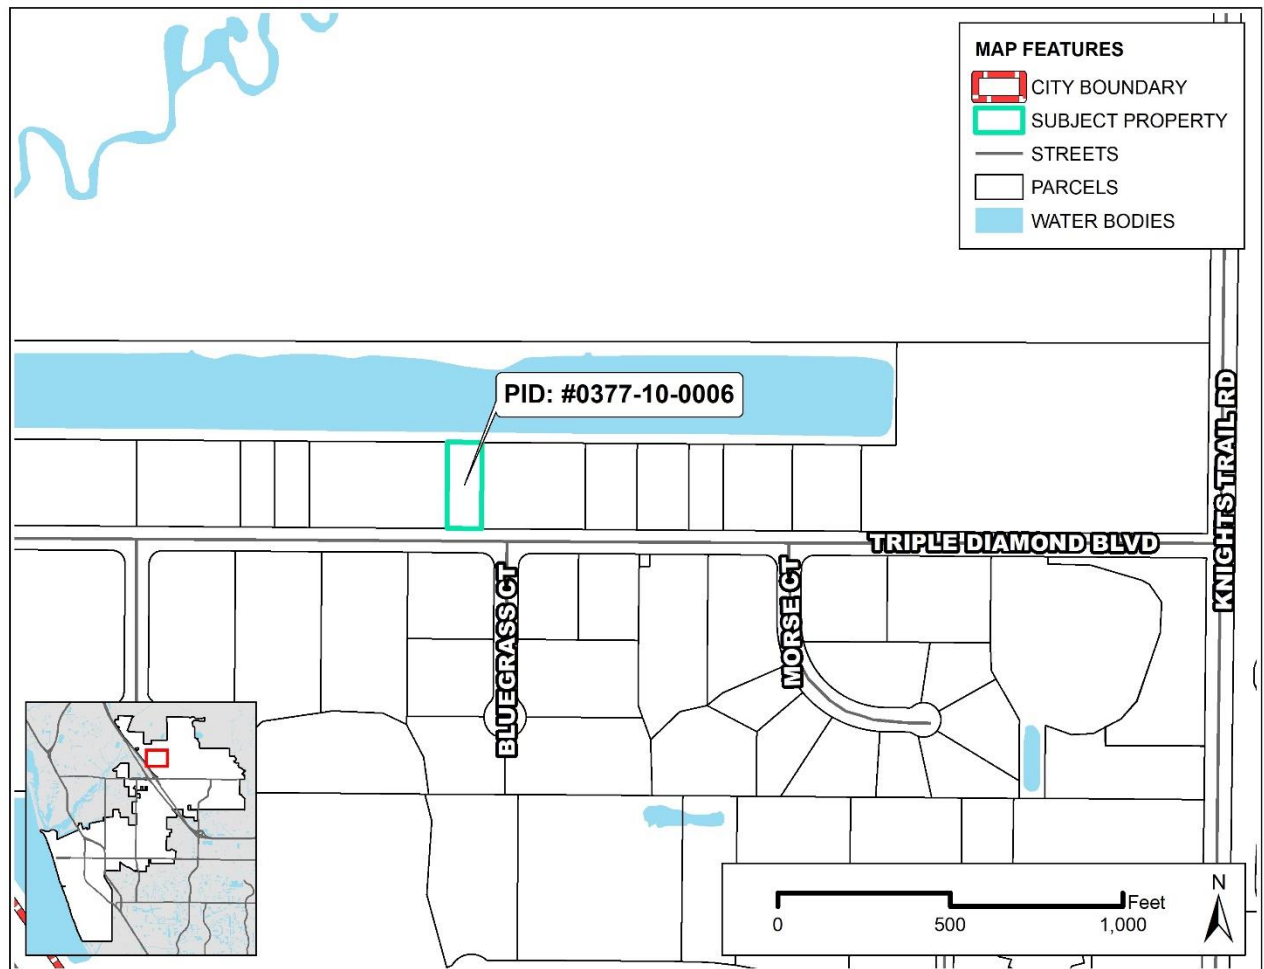 MAP FEATURES
CITY BOUNDARY
SUBJECT PROPERTY
STREETS
PARCELS
WATER BODIES
PID: #0377-10-0006
KNIGHTS TRAIL RD
TRIPLE DIAMOND BLVD
BLUEGRASS CT
MORSE CT
N
Feet
0 500 1,000